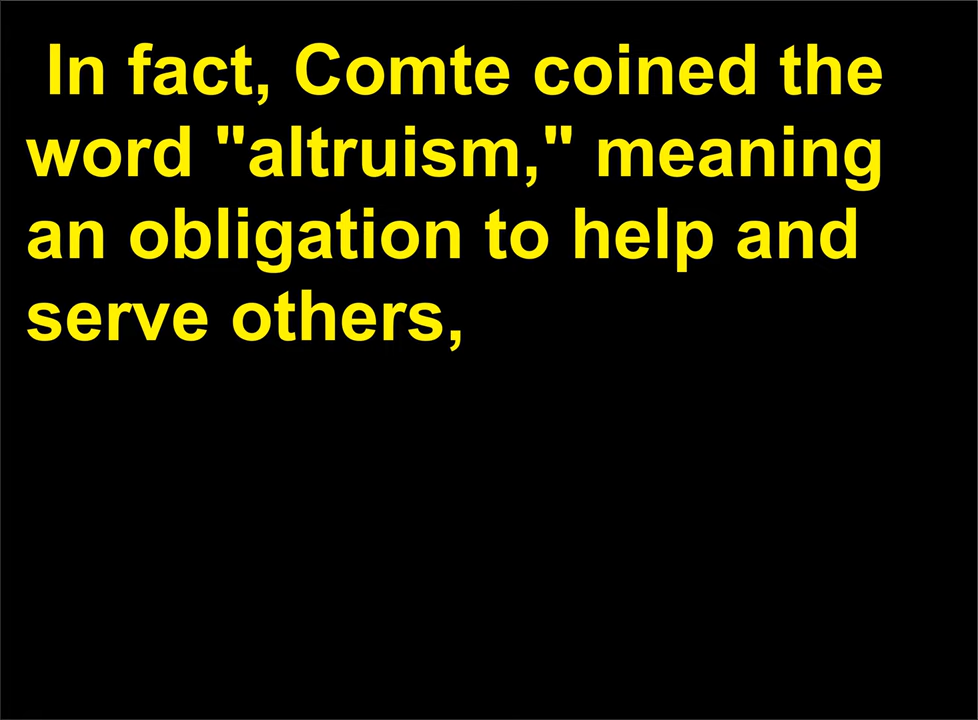 In fact, Comte coined the
word "altruism," meaning
an obligation to help and
serve others,